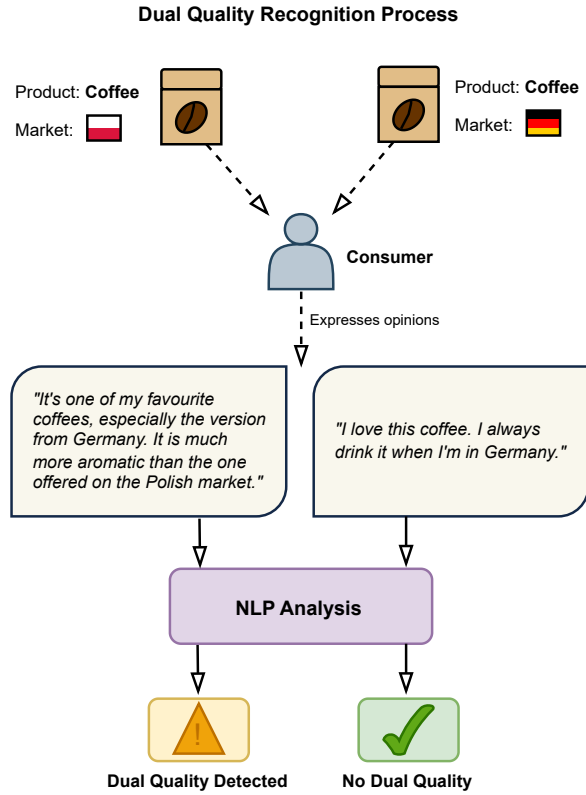 Dual Quality Recognition Process
Product: Coffee
Market:
Product: Coffee
Market:
Consumer
Expresses opinions
"It's one of my favourite
coffees, especially the version
from Germany. It is much
more aromatic than the one
offered on the Polish market."
"I love this coffee. I always
drink it when I'm in Germany."
NLP Analysis
!
Dual Quality Detected
No Dual Quality